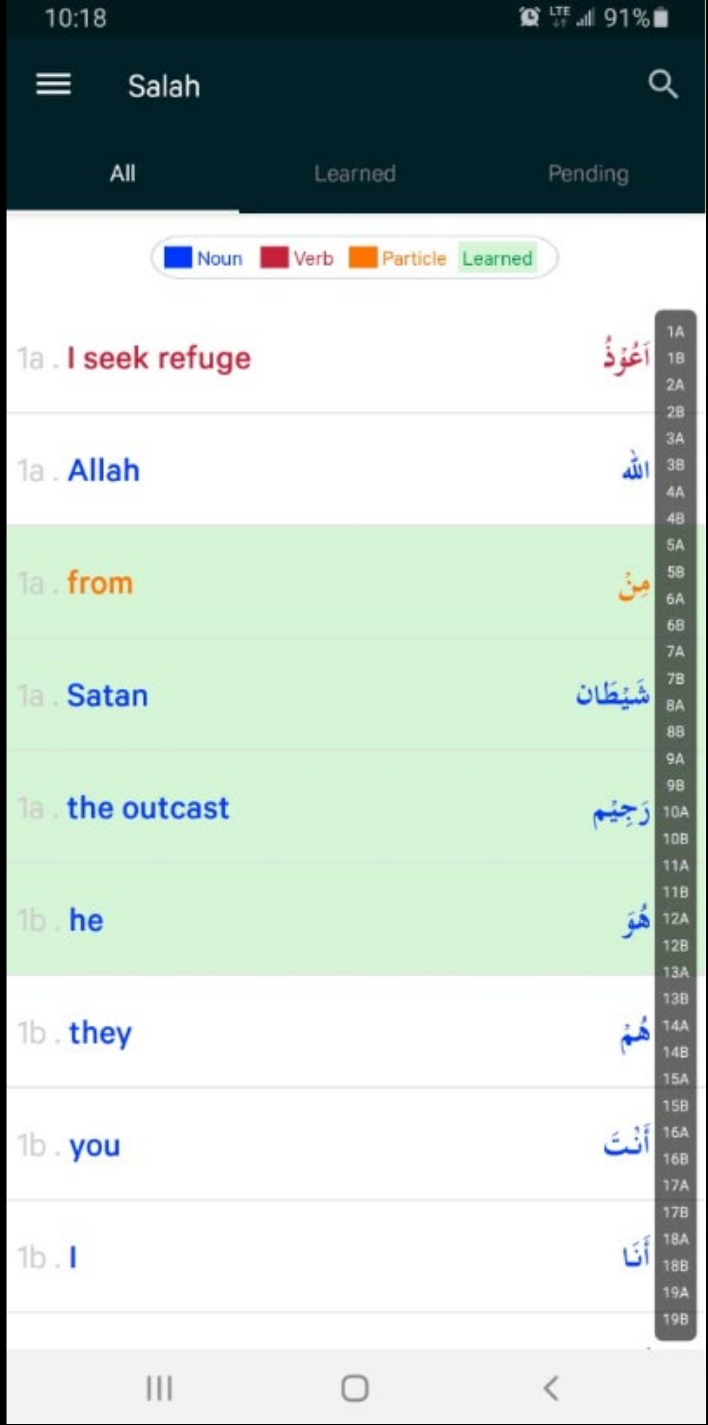 10:18 LTE 91%
Salah
All Learned Pending
Noun Verb Particle Learned
1a . I seek refuge اَعُوْذُ
1a . Allah الله
1a . from مِنْ
1a . Satan شَيْطَان
1a . the outcast رَجِيْم
1b . he هُوَ
1b . they هُمْ
1b . you أَنْتَ
1b . I أَنَا
1A
1B
2A
2B
3A
3B
4A
4B
5A
5B
6A
6B
7A
7B
8A
8B
9A
9B
10A
10B
11A
11B
12A
12B
13A
13B
14A
14B
15A
15B
16A
16B
17A
17B
18A
18B
19A
19B